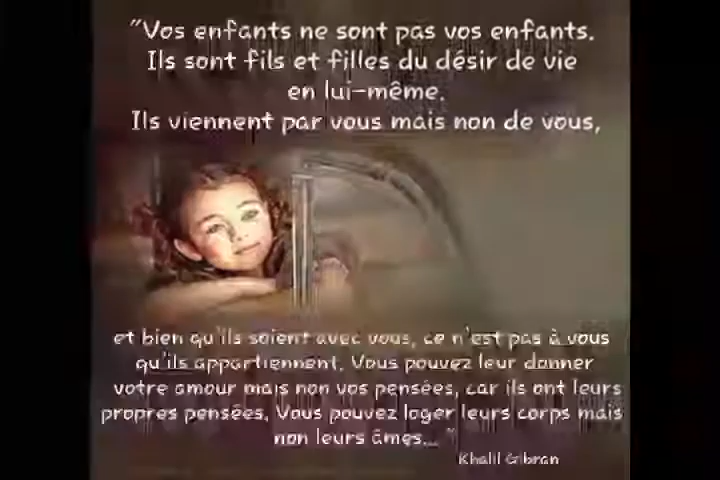 “Vos enfants ne sont pas vos enfants.
Ils sont fils et filles du désir de vie
en lui-même.
Ils viennent par vous mais non de vous,
et bien qu'ils soient avec vous, ce n'est pas à vous
qu'ils appartiennent. Vous pouvez leur donner
votre amour mais non vos pensées, car ils ont leurs
propres pensées. Vous pouvez loger leurs corps mais
non leurs âmes... ”
Khalil Gibran